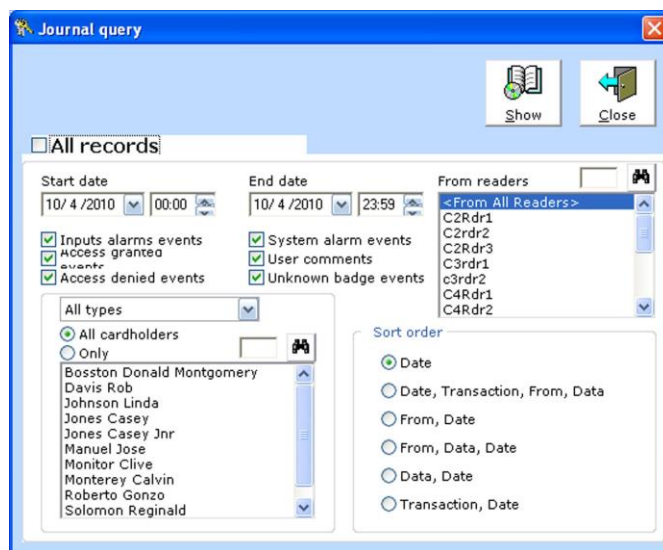 Journal query
Show
Close
All records
Start date
End date
From readers
10/ 4 /2010
00:00
10/ 4 /2010
23:59
<From All Readers>
C2Rdr1
C2rdr2
C2Rdr3
C3rdr1
c3rdr2
C4Rdr1
C4Rdr2
Inputs alarms events
System alarm events
Access granted
events
User comments
Access denied events
Unknown badge events
All types
All cardholders
Only
Bosston Donald Montgomery
Davis Rob
Johnson Linda
Jones Casey
Jones Casey Jnr
Manuel Jose
Monitor Clive
Monterey Calvin
Roberto Gonzo
Solomon Reginald
Sort order
Date
Date, Transaction, From, Data
From, Date
From, Data, Date
Data, Date
Transaction, Date